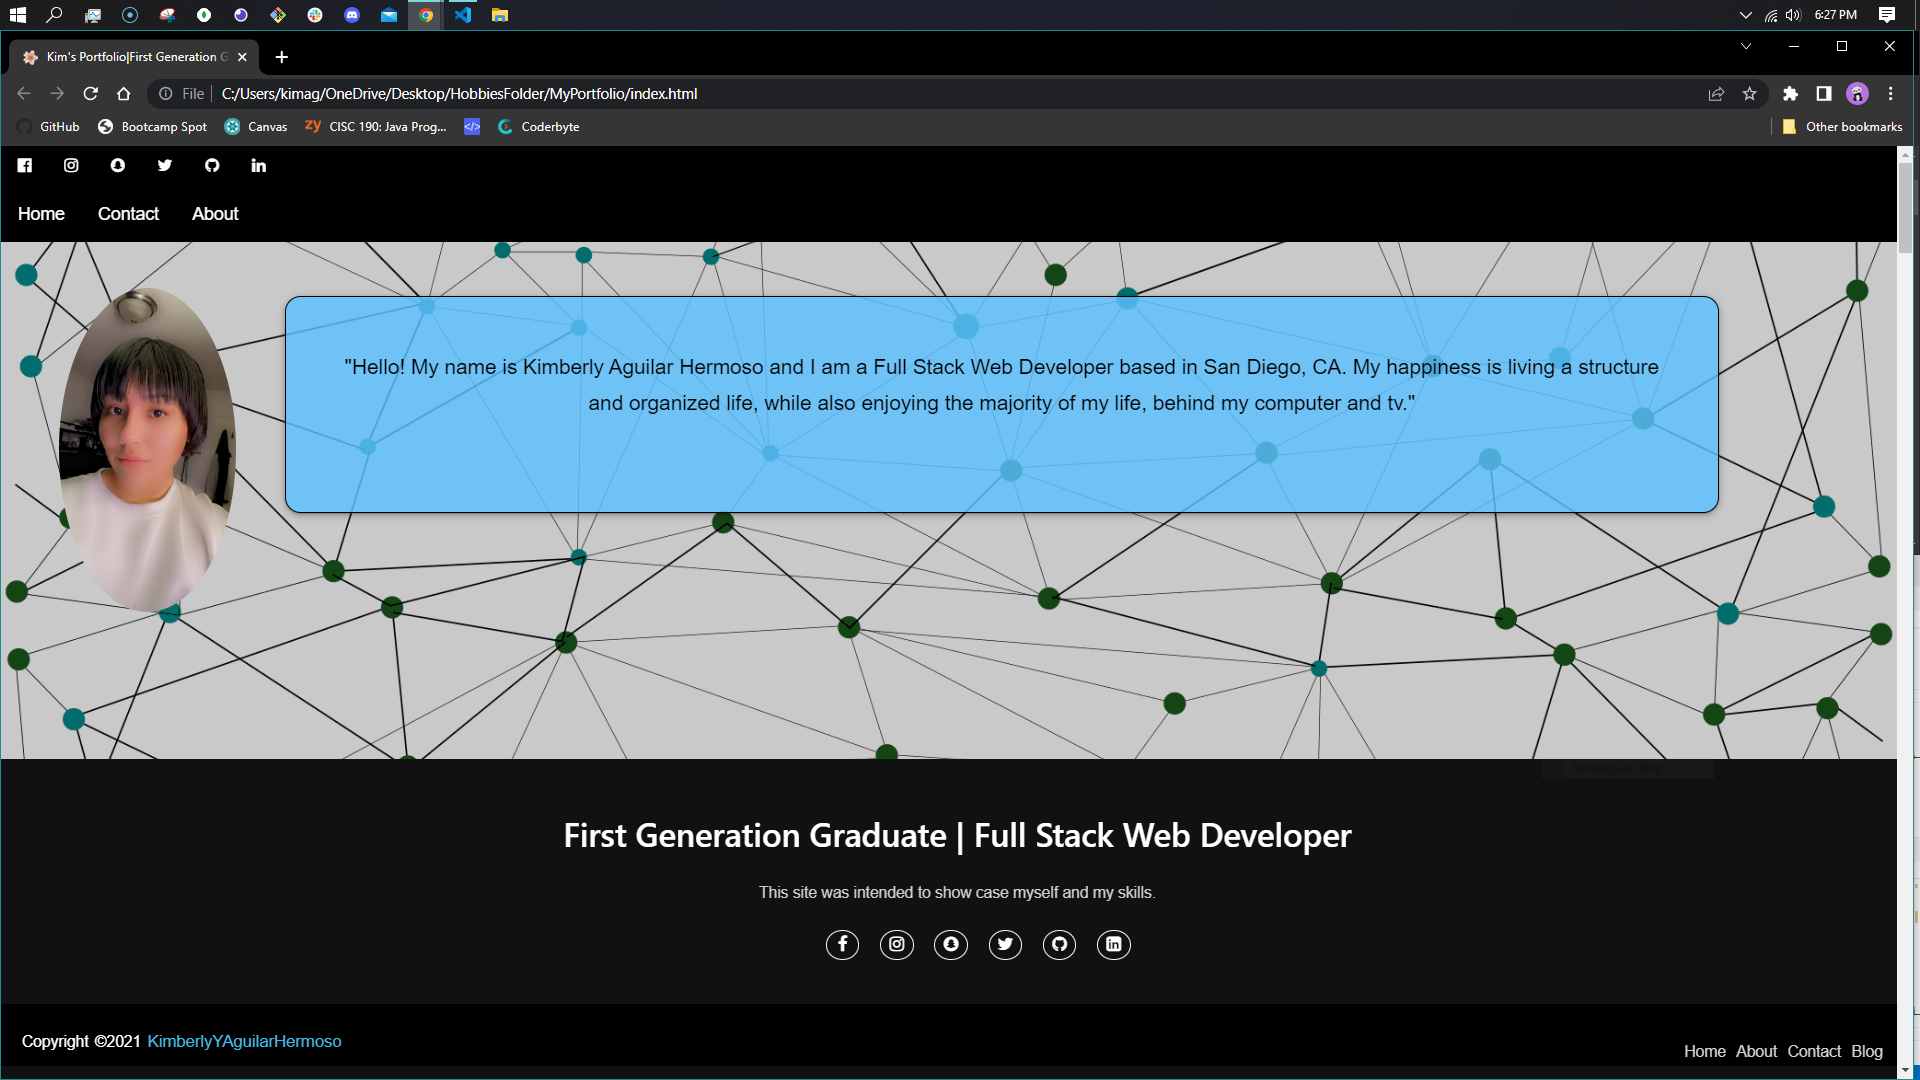 6:27 PM
Kim's Portfolio|First Generation G
File
C:/Users/kimag/OneDrive/Desktop/HobbiesFolder/MyPortfolio/index.html
GitHub
Bootcamp Spot
Canvas
zy CISC 190: Java Prog...
</>
Coderbyte
Other bookmarks
Home Contact About
"Hello! My name is Kimberly Aguilar Hermoso and I am a Full Stack Web Developer based in San Diego, CA. My happiness is living a structure
and organized life, while also enjoying the majority of my life, behind my computer and tv."
First Generation Graduate | Full Stack Web Developer
This site was intended to show case myself and my skills.
Copyright ©2021 KimberlyYAguilarHermoso
Home About Contact Blog